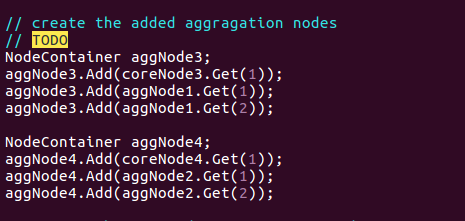 // create the added aggragation nodes
// TODO
NodeContainer aggNode3;
aggNode3.Add(coreNode3.Get(1));
aggNode3.Add(aggNode1.Get(1));
aggNode3.Add(aggNode1.Get(2));
NodeContainer aggNode4;
aggNode4.Add(coreNode4.Get(1));
aggNode4.Add(aggNode2.Get(1));
aggNode4.Add(aggNode2.Get(2));